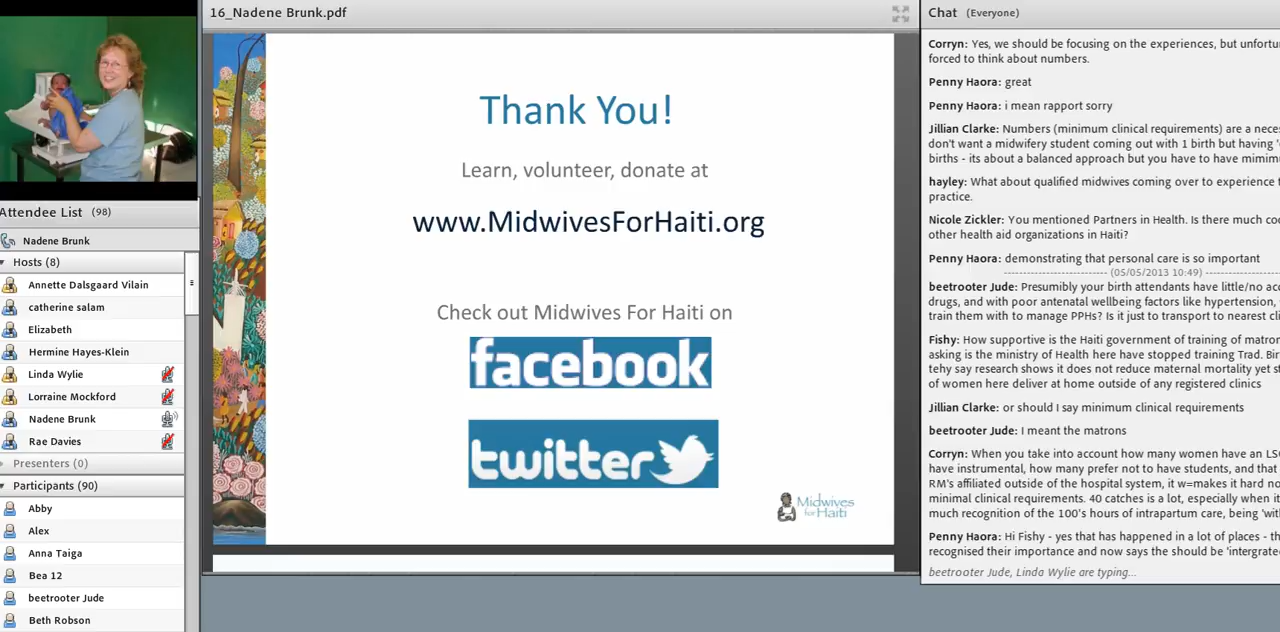 16_Nadene Brunk.pdf
Thank You!
Learn, volunteer, donate at
www.MidwivesForHaiti.org
Check out Midwives For Haiti on
facebook
twitter
Midwives
for Haiti
Attendee List (98)
Nadene Brunk
Hosts (8)
Annette Dalsgaard Vilain
catherine salam
Elizabeth
Hermine Hayes-Klein
Linda Wylie
Lorraine Mockford
Nadene Brunk
Rae Davies
Presenters (0)
Participants (90)
Abby
Alex
Anna Taiga
Bea 12
beetrooter Jude
Beth Robson
Chat (Everyone)
Corryn: Yes, we should be focusing on the experiences, but unfortu
forced to think about numbers.
Penny Haora: great
Penny Haora: i mean rapport sorry
Jillian Clarke: Numbers (minimum clinical requirements) are a nece
don't want a midwifery student coming out with 1 birth but having '
births - its about a balanced approach but you have to have mimim
hayley: What about qualified midwives coming over to experience t
practice.
Nicole Zickler: You mentioned Partners in Health. Is there much coo
other health aid organizations in Haiti?
Penny Haora: demonstrating that personal care is so important
(05/05/2013 10:49)
beetrooter Jude: Presumably your birth attendants have little/no acc
drugs, and with poor antenatal wellbeing factors like hypertension,
train them with to manage PPHs? Is it just to transport to nearest cli
Fishy: How supportive is the Haiti government of training of matron
asking is the ministry of Health here have stopped training Trad. Bir
tehy say research shows it does not reduce maternal mortality yet s
of women here deliver at home outside of any registered clinics
Jillian Clarke: or should I say minimum clinical requirements
beetrooter Jude: I meant the matrons
Corryn: When you take into account how many women have an LSC
have instrumental, how many prefer not to have students, and that
RM's affiliated outside of the hospital system, it w=makes it hard no
minimal clinical requirements. 40 catches is a lot, especially when it
much recognition of the 100's hours of intrapartum care, being 'wit
Penny Haora: Hi Fishy - yes that has happened in a lot of places - th
recognised their importance and now says the should be 'intergrate
beetrooter Jude, Linda Wylie are typing...